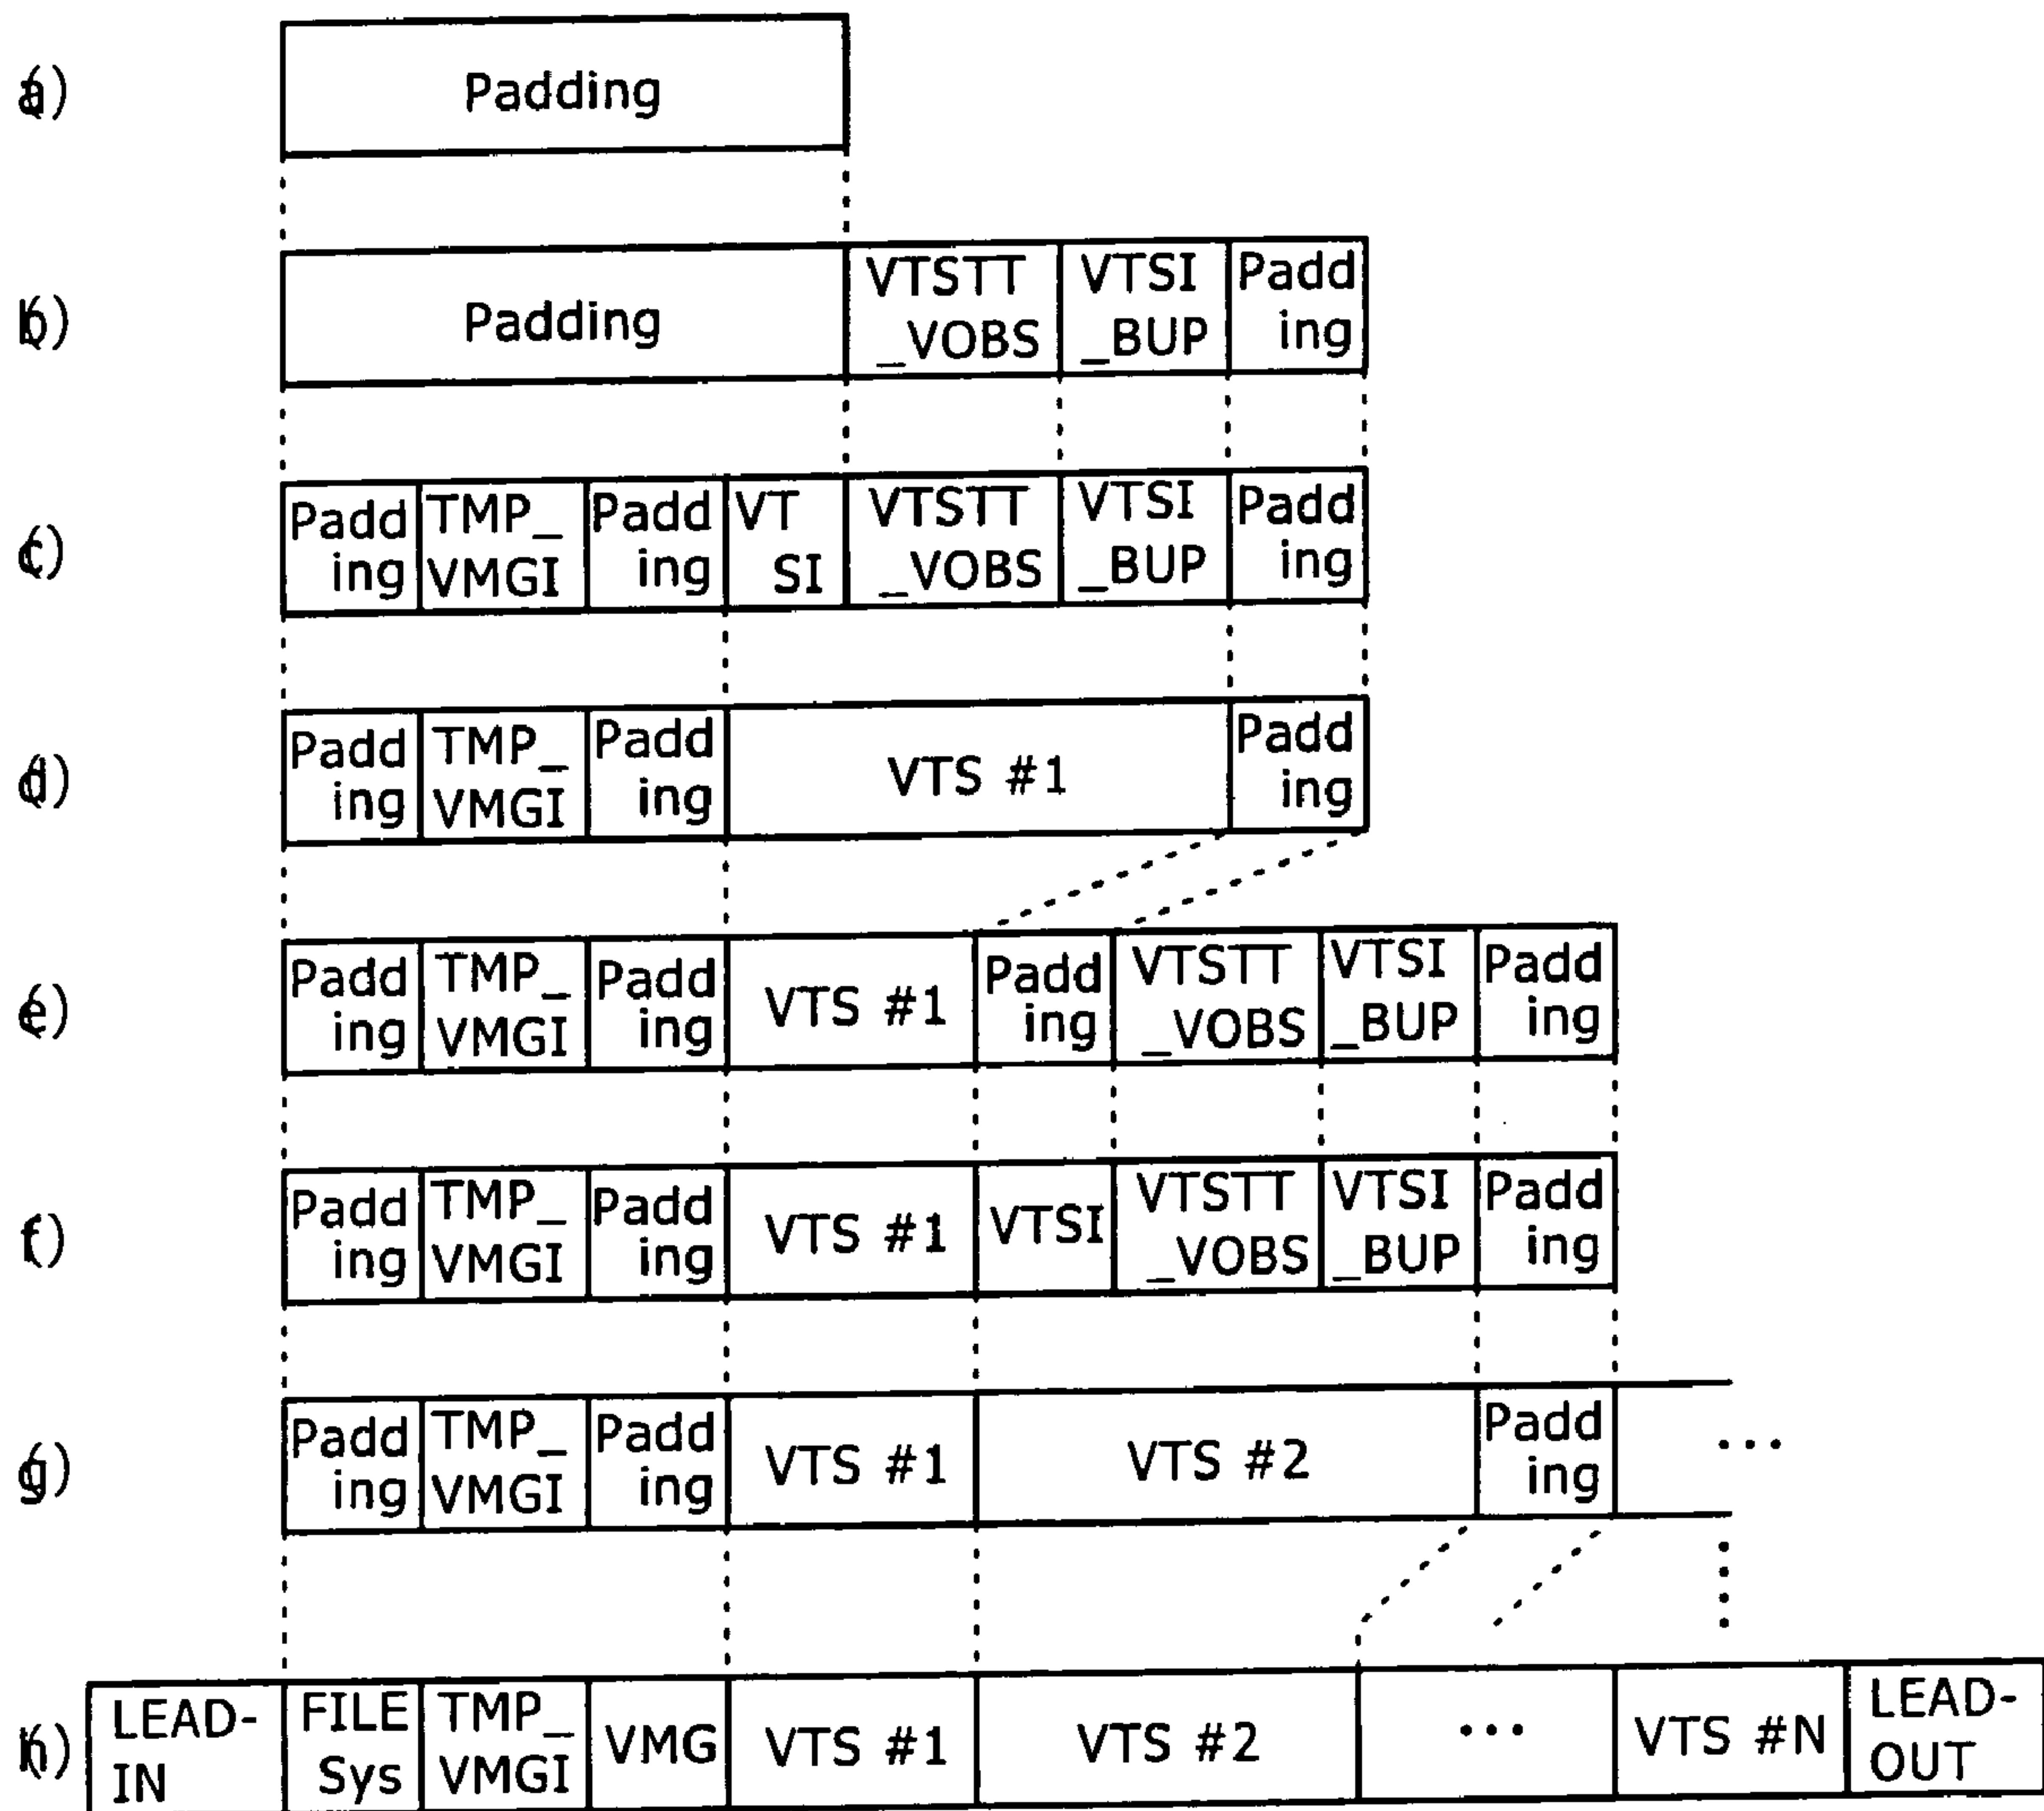 a)
Padding
b)
Padding
VTSTT
_VOBS
VTSI
_BUP
Padd
ing
c)
Padd
ing
TMP_
VMGI
Padd
ing
VT
SI
VTSTT
_VOBS
VTSI
_BUP
Padd
ing
d)
Padd
ing
TMP_
VMGI
Padd
ing
VTS #1
Padd
ing
e)
Padd
ing
TMP_
VMGI
Padd
ing
VTS #1
Padd
ing
VTSTT
_VOBS
VTSI
_BUP
Padd
ing
f)
Padd
ing
TMP_
VMGI
Padd
ing
VTS #1
VTSI
VTSTT
_VOBS
VTSI
_BUP
Padd
ing
g)
Padd
ing
TMP_
VMGI
Padd
ing
VTS #1
VTS #2
Padd
ing
...
h)
LEAD-
IN
FILE
Sys
TMP_
VMGI
VMG
VTS #1
VTS #2
...
VTS #N
LEAD-
OUT